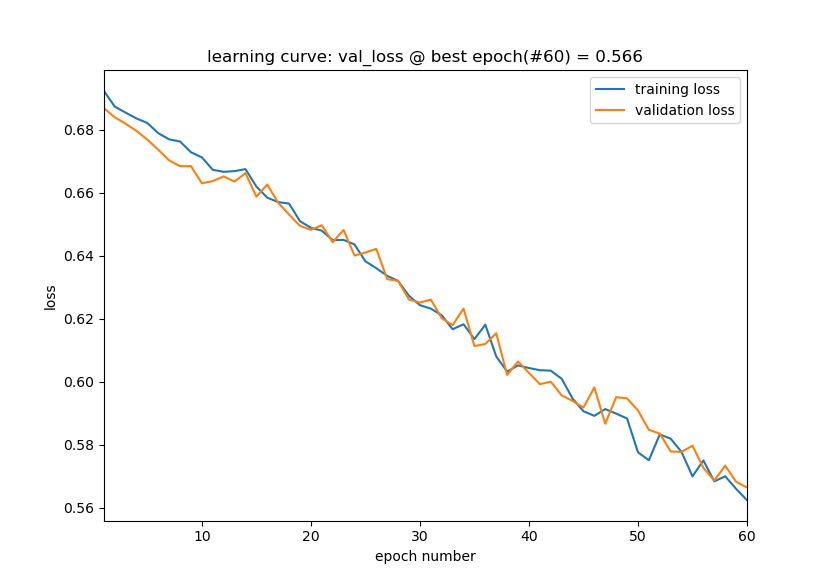 learning curve: val_loss @ best epoch(#60) = 0.566
training loss
validation loss
0.68
0.66
0.64
0.62
0.60
0.58
0.56
loss
10 20 30 40 50 60
epoch number